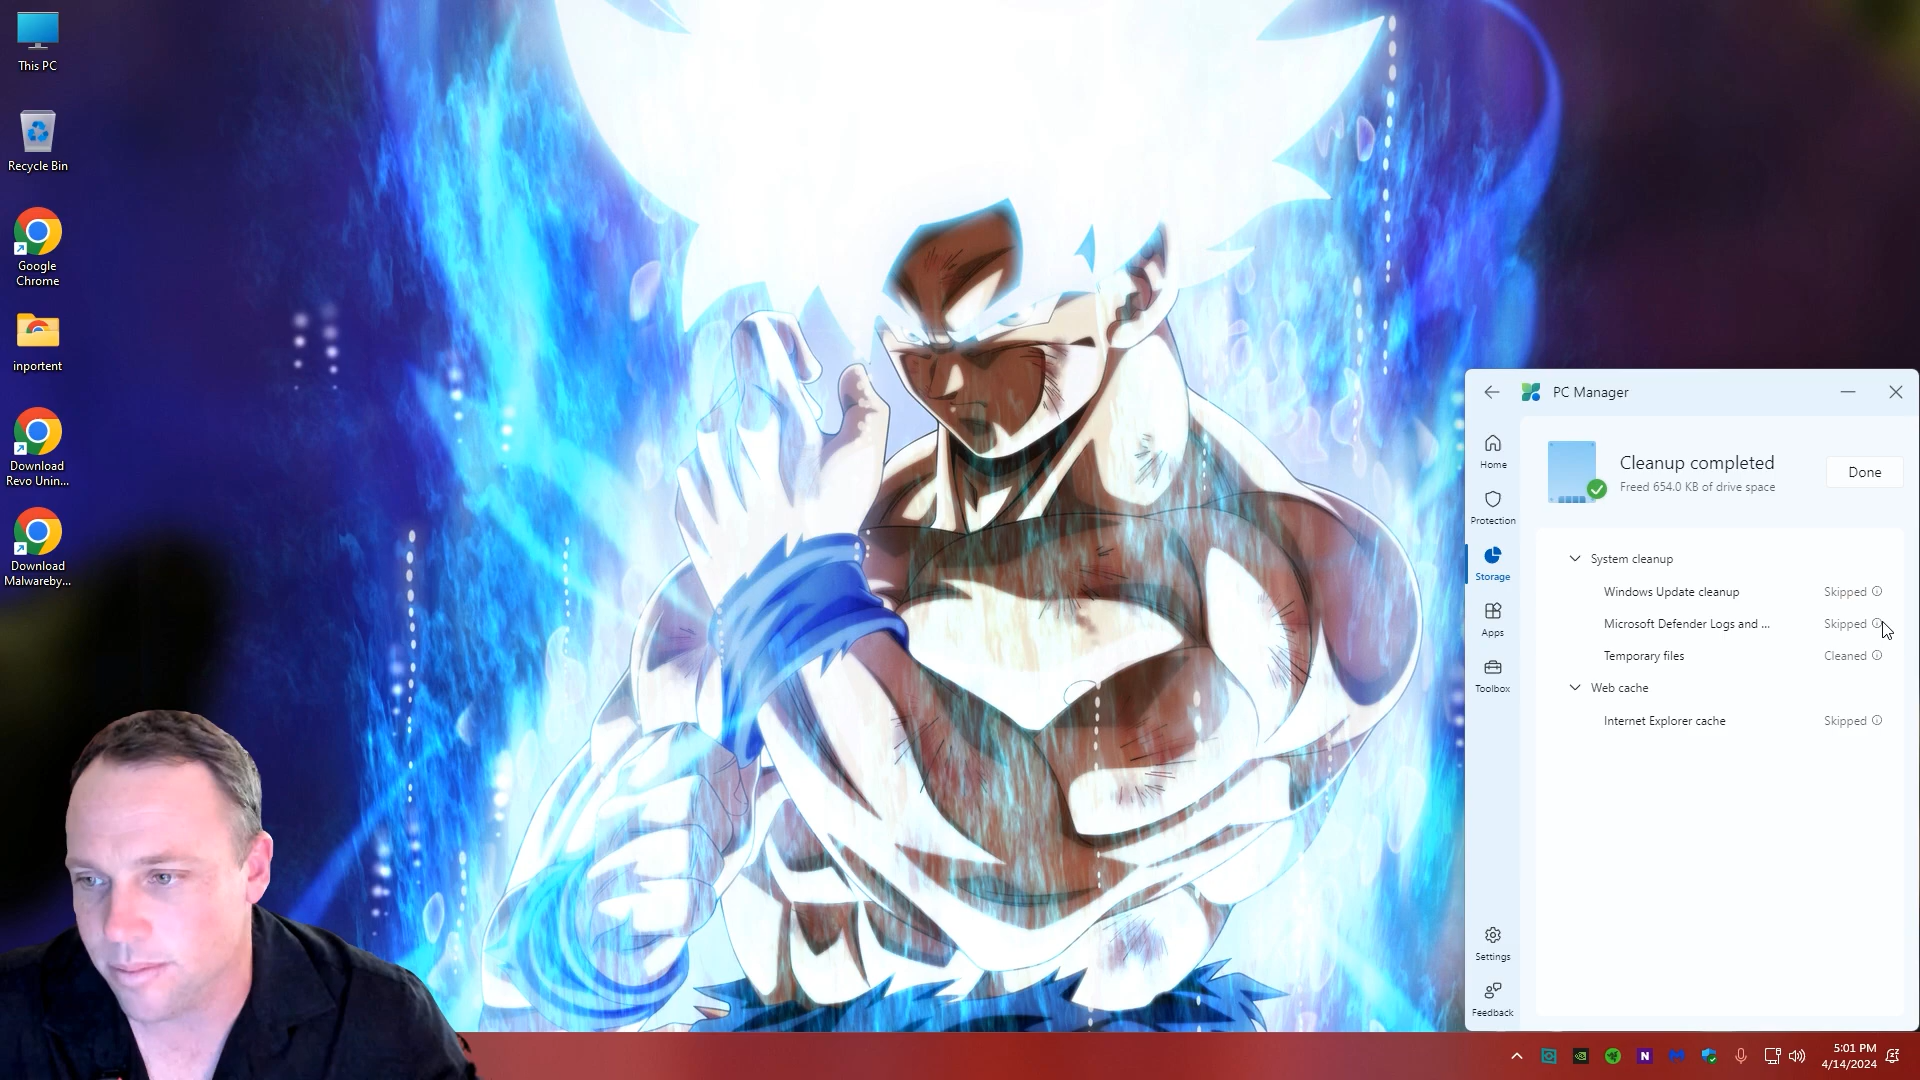 This PC
Recycle Bin
Google
Chrome
inportent
Download
Revo Unin...
Download
Malwareby...
PC Manager
Home
Protection
Storage
Apps
Toolbox
Settings
Feedback
Cleanup completed
Freed 654.0 KB of drive space
Done
System cleanup
Windows Update cleanup Skipped
Microsoft Defender Logs and ... Skipped
Temporary files Cleaned
Web cache
Internet Explorer cache Skipped
N
5:01 PM
4/14/2024